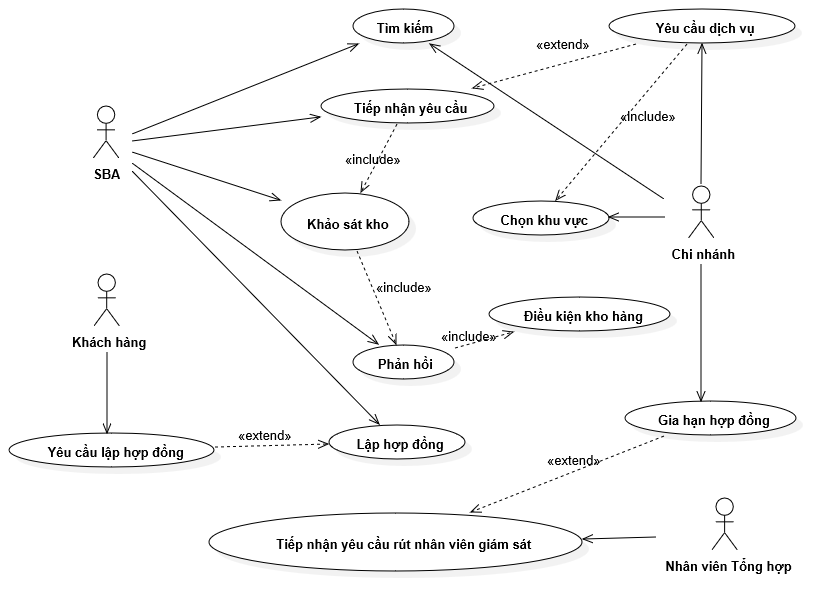 Tìm kiếm
Yêu cầu dịch vụ
«extend»
Tiếp nhận yêu cầu
«include»
SBA
«include»
Khảo sát kho
Chọn khu vực
Chi nhánh
«include»
Khách hàng
Điều kiện kho hàng
«include»
Phản hồi
Gia hạn hợp đồng
«extend»
Yêu cầu lập hợp đồng
Lập hợp đồng
«extend»
Tiếp nhận yêu cầu rút nhân viên giám sát
Nhân viên Tổng hợp